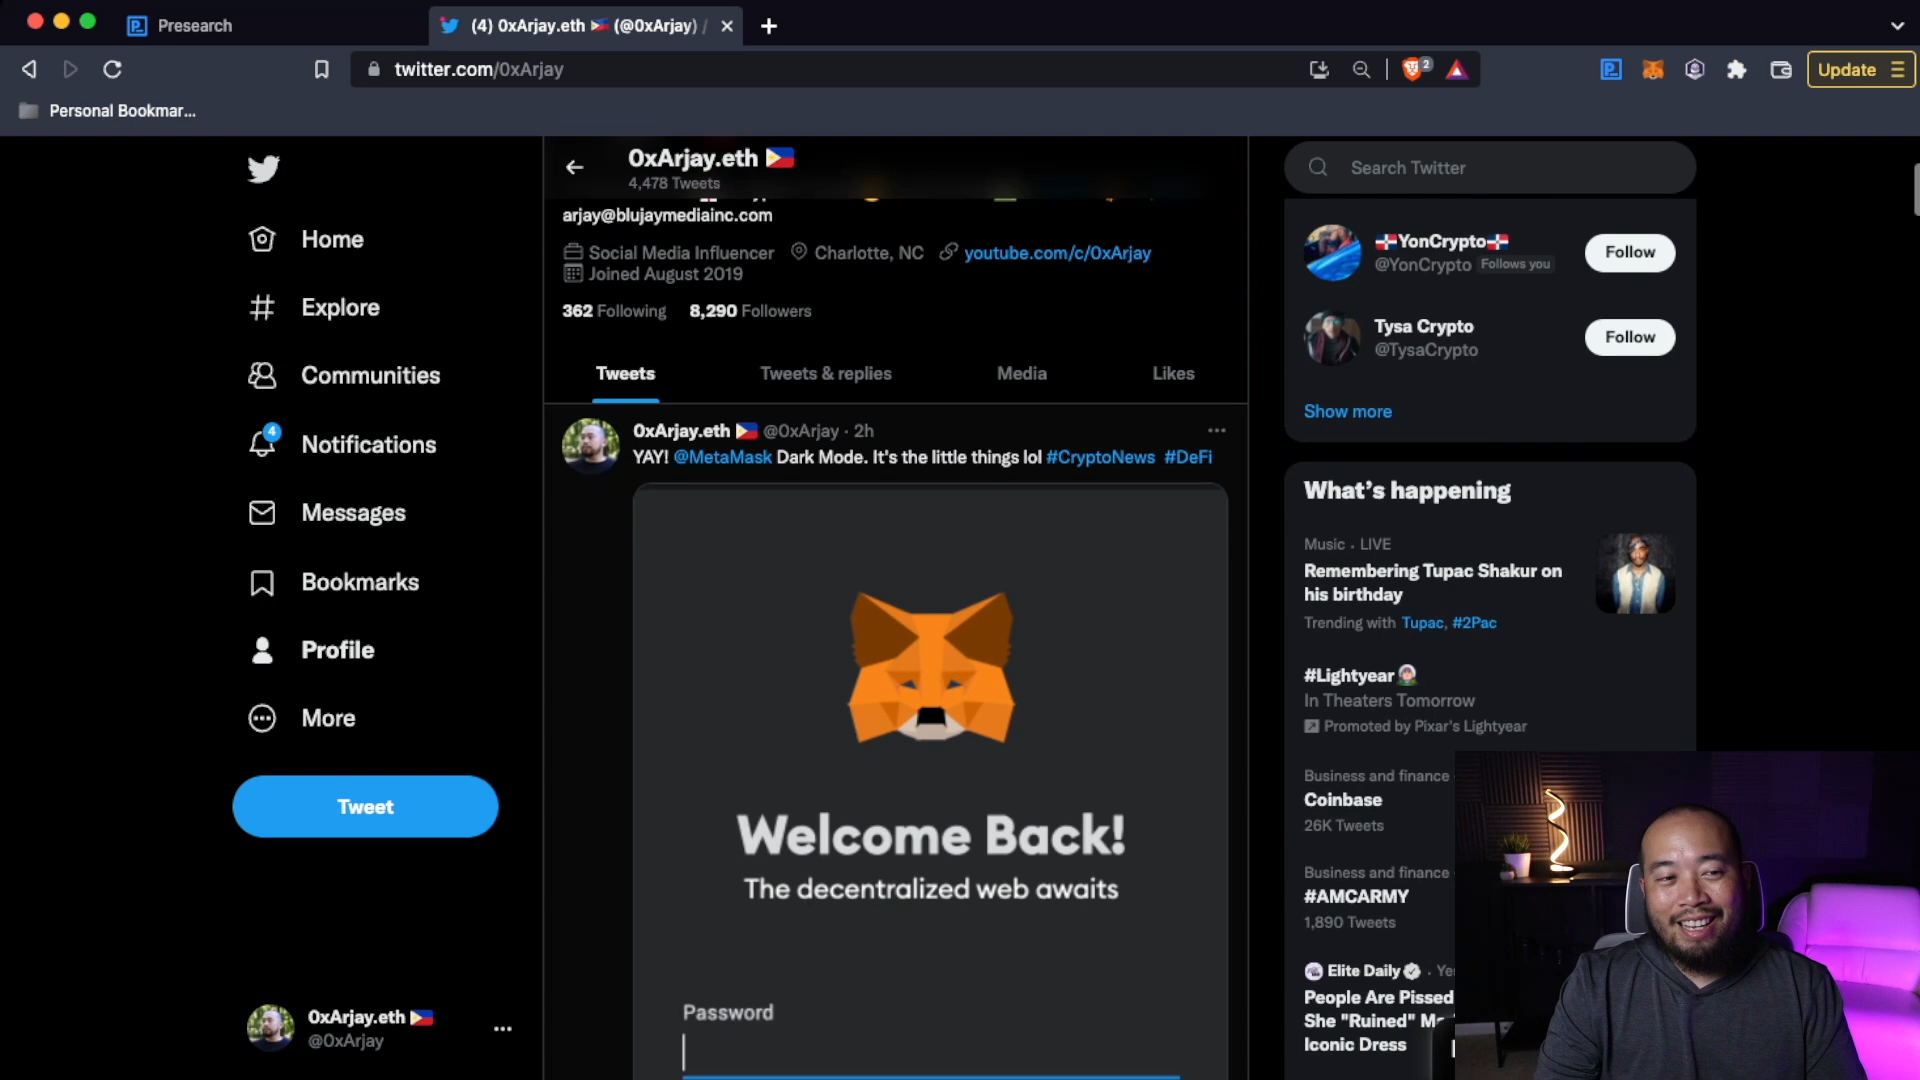 Presearch
(4) 0xArjay.eth 🇵🇭 (@0xArjay) /
twitter.com/0xArjay
2
Update
Personal Bookmar...
Home
Explore
Communities
4
Notifications
Messages
Bookmarks
Profile
More
Tweet
0xArjay.eth 🇵🇭
@0xArjay
0xArjay.eth 🇵🇭
4,478 Tweets
arjay@blujaymediainc.com
Social Media Influencer Charlotte, NC youtube.com/c/0xArjay
Joined August 2019
362 Following 8,290 Followers
Tweets Tweets & replies Media Likes
0xArjay.eth 🇵🇭 @0xArjay · 2h
YAY! @MetaMask Dark Mode. It's the little things lol #CryptoNews #DeFi
Welcome Back!
The decentralized web awaits
Password
Search Twitter
🇩🇴YonCrypto🇩🇴
@YonCrypto Follows you
Follow
Tysa Crypto
@TysaCrypto
Follow
Show more
What's happening
Music · LIVE
Remembering Tupac Shakur on
his birthday
Trending with Tupac, #2Pac
#Lightyear
In Theaters Tomorrow
Promoted by Pixar's Lightyear
Business and finance
Coinbase
26K Tweets
Business and finance
#AMCARMY
1,890 Tweets
Elite Daily · Ye
People Are Pissed
She "Ruined" Ma
Iconic Dress